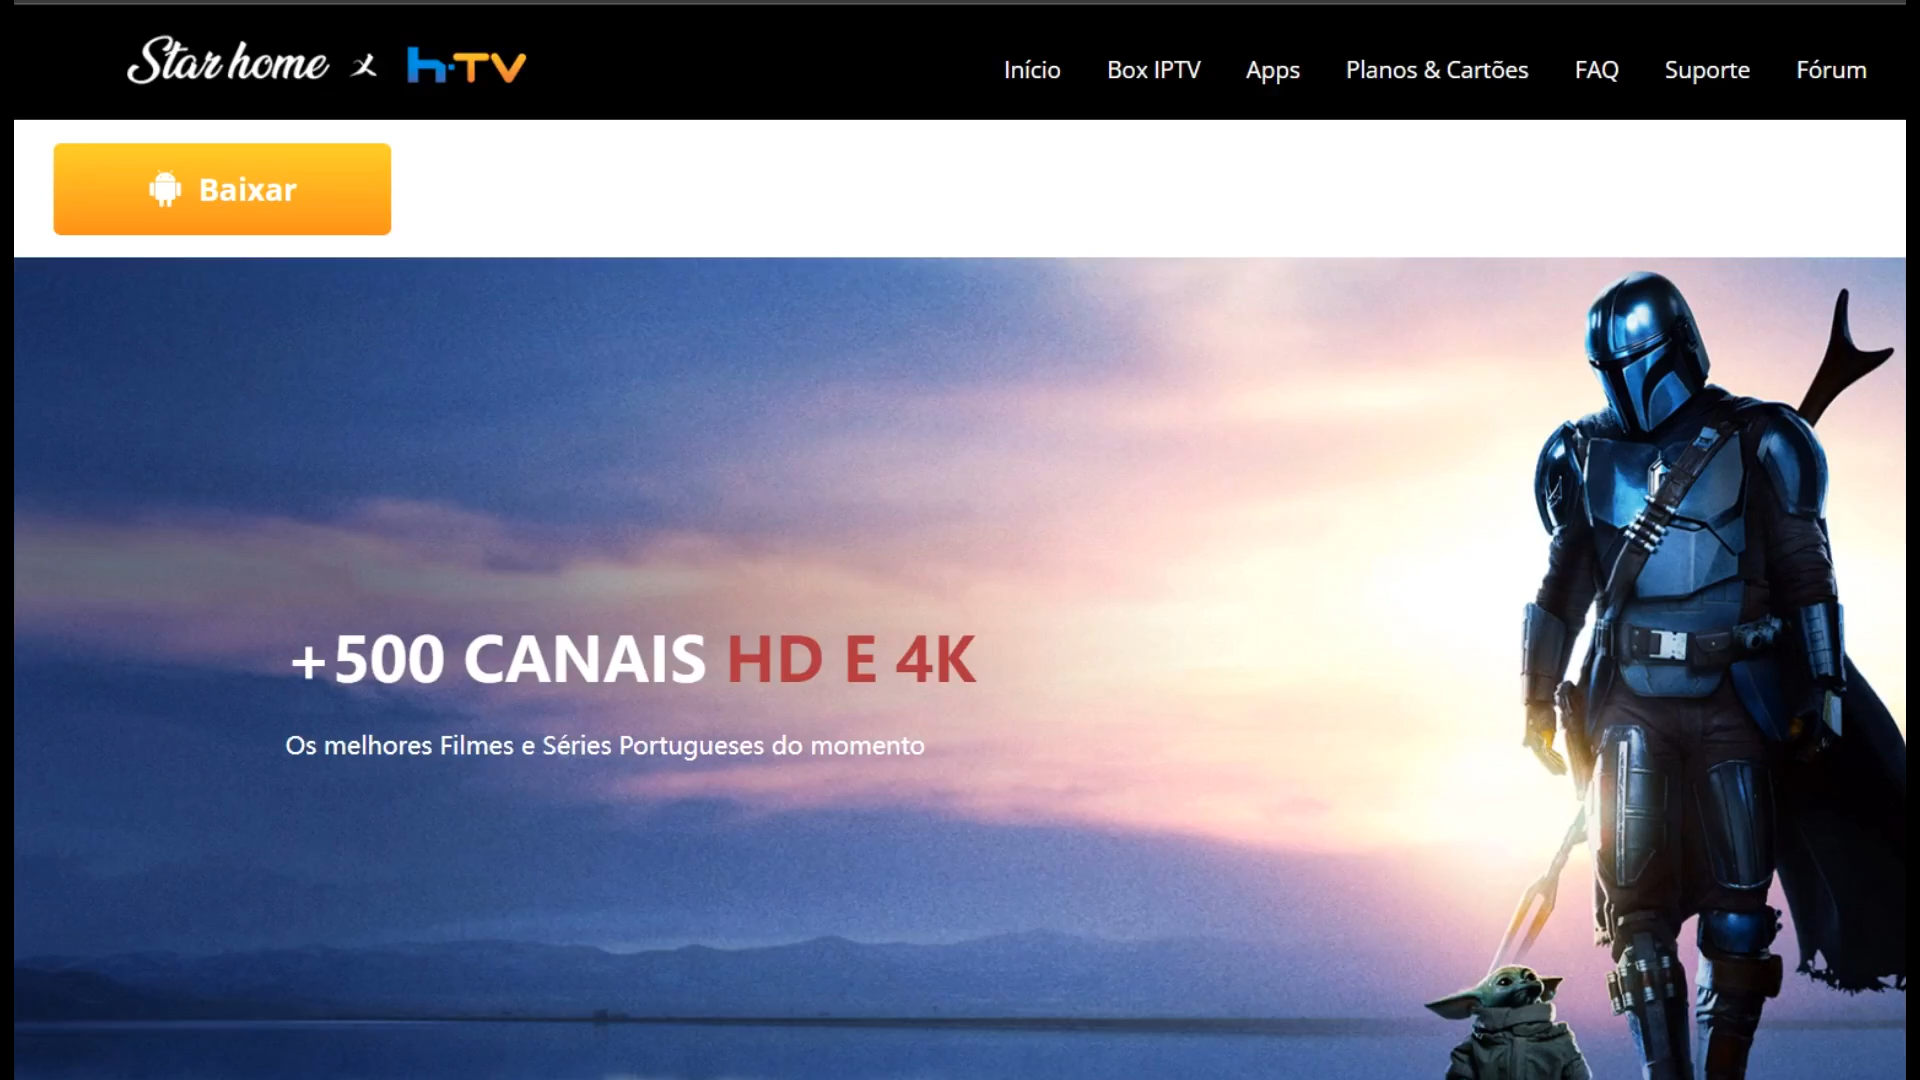 Star home h·TV
Início Box IPTV Apps Planos & Cartões FAQ Suporte Fórum
Baixar
+500 CANAIS HD E 4K
Os melhores Filmes e Séries Portugueses do momento